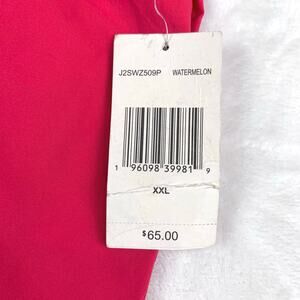 J2SWZ509P WATERMELON
1 96098 39981 9
XXL
$65.00